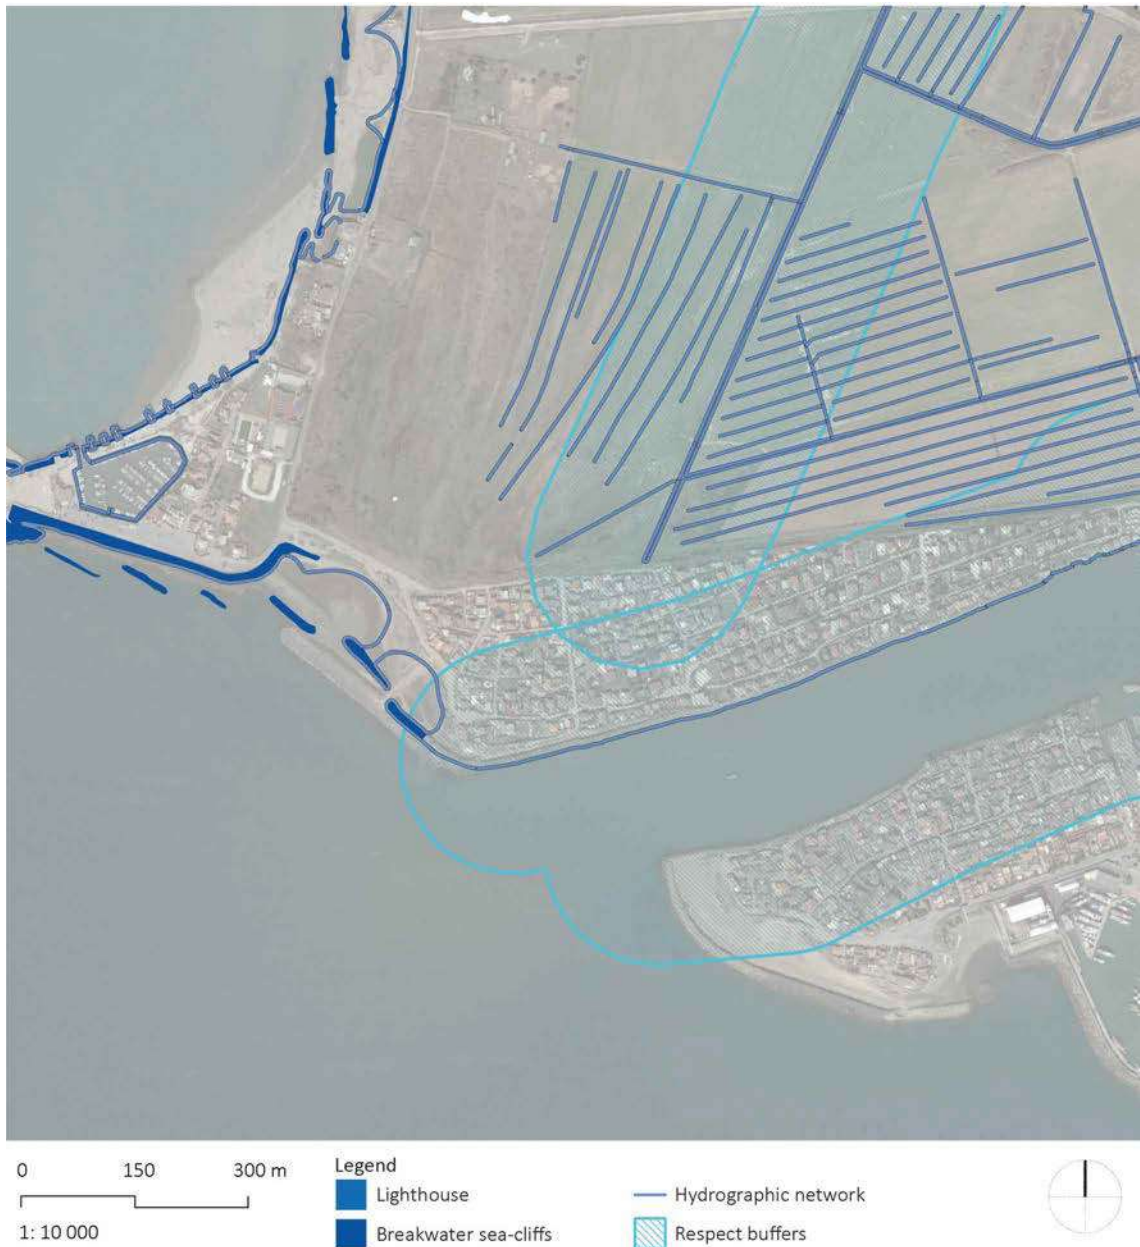 0 150 300 m
1: 10 000
Legend
Lighthouse
Breakwater sea-cliffs
Hydrographic network
Respect buffers